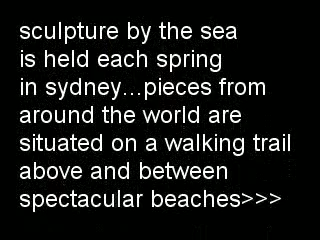 sculpture by the sea
is held each spring
in sydney...pieces from
around the world are
situated on a walking trail
above and between
spectacular beaches>>>